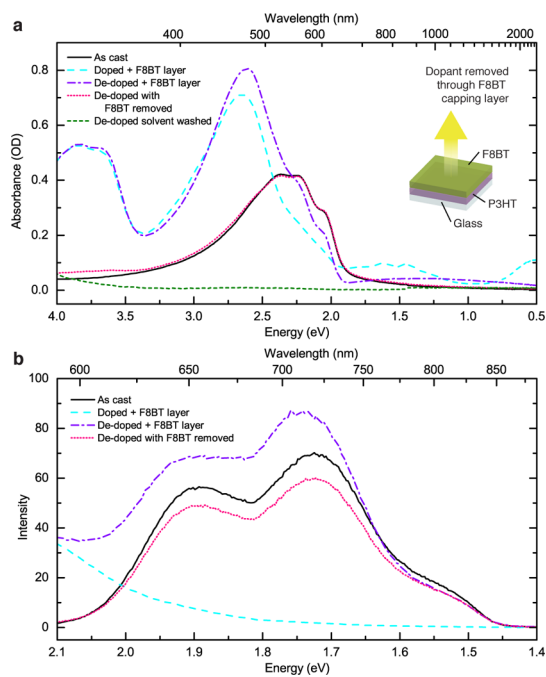 a
Wavelength (nm)
400 500 600 1000 2000
As cast
Doped + F8BT layer
De-doped + F8BT layer
De-doped with
F8BT removed
De-doped solvent washed
Dopant removed
through F8BT
capping layer
F8BT
P3HT
Glass
Absorbance (OD)
0.8
0.6
0.4
0.2
0.0
4.0 3.5 3.0 2.5 2.0 1.5 1.0 0.5
Energy (eV)
b
Wavelength (nm)
600 650 700 750 800 850
As cast
Doped + F8BT layer
De-doped + F8BT layer
De-doped with F8BT removed
Intensity
100
80
60
40
20
0
2.1 2.0 1.9 1.8 1.7 1.6 1.5 1.4
Energy (eV)